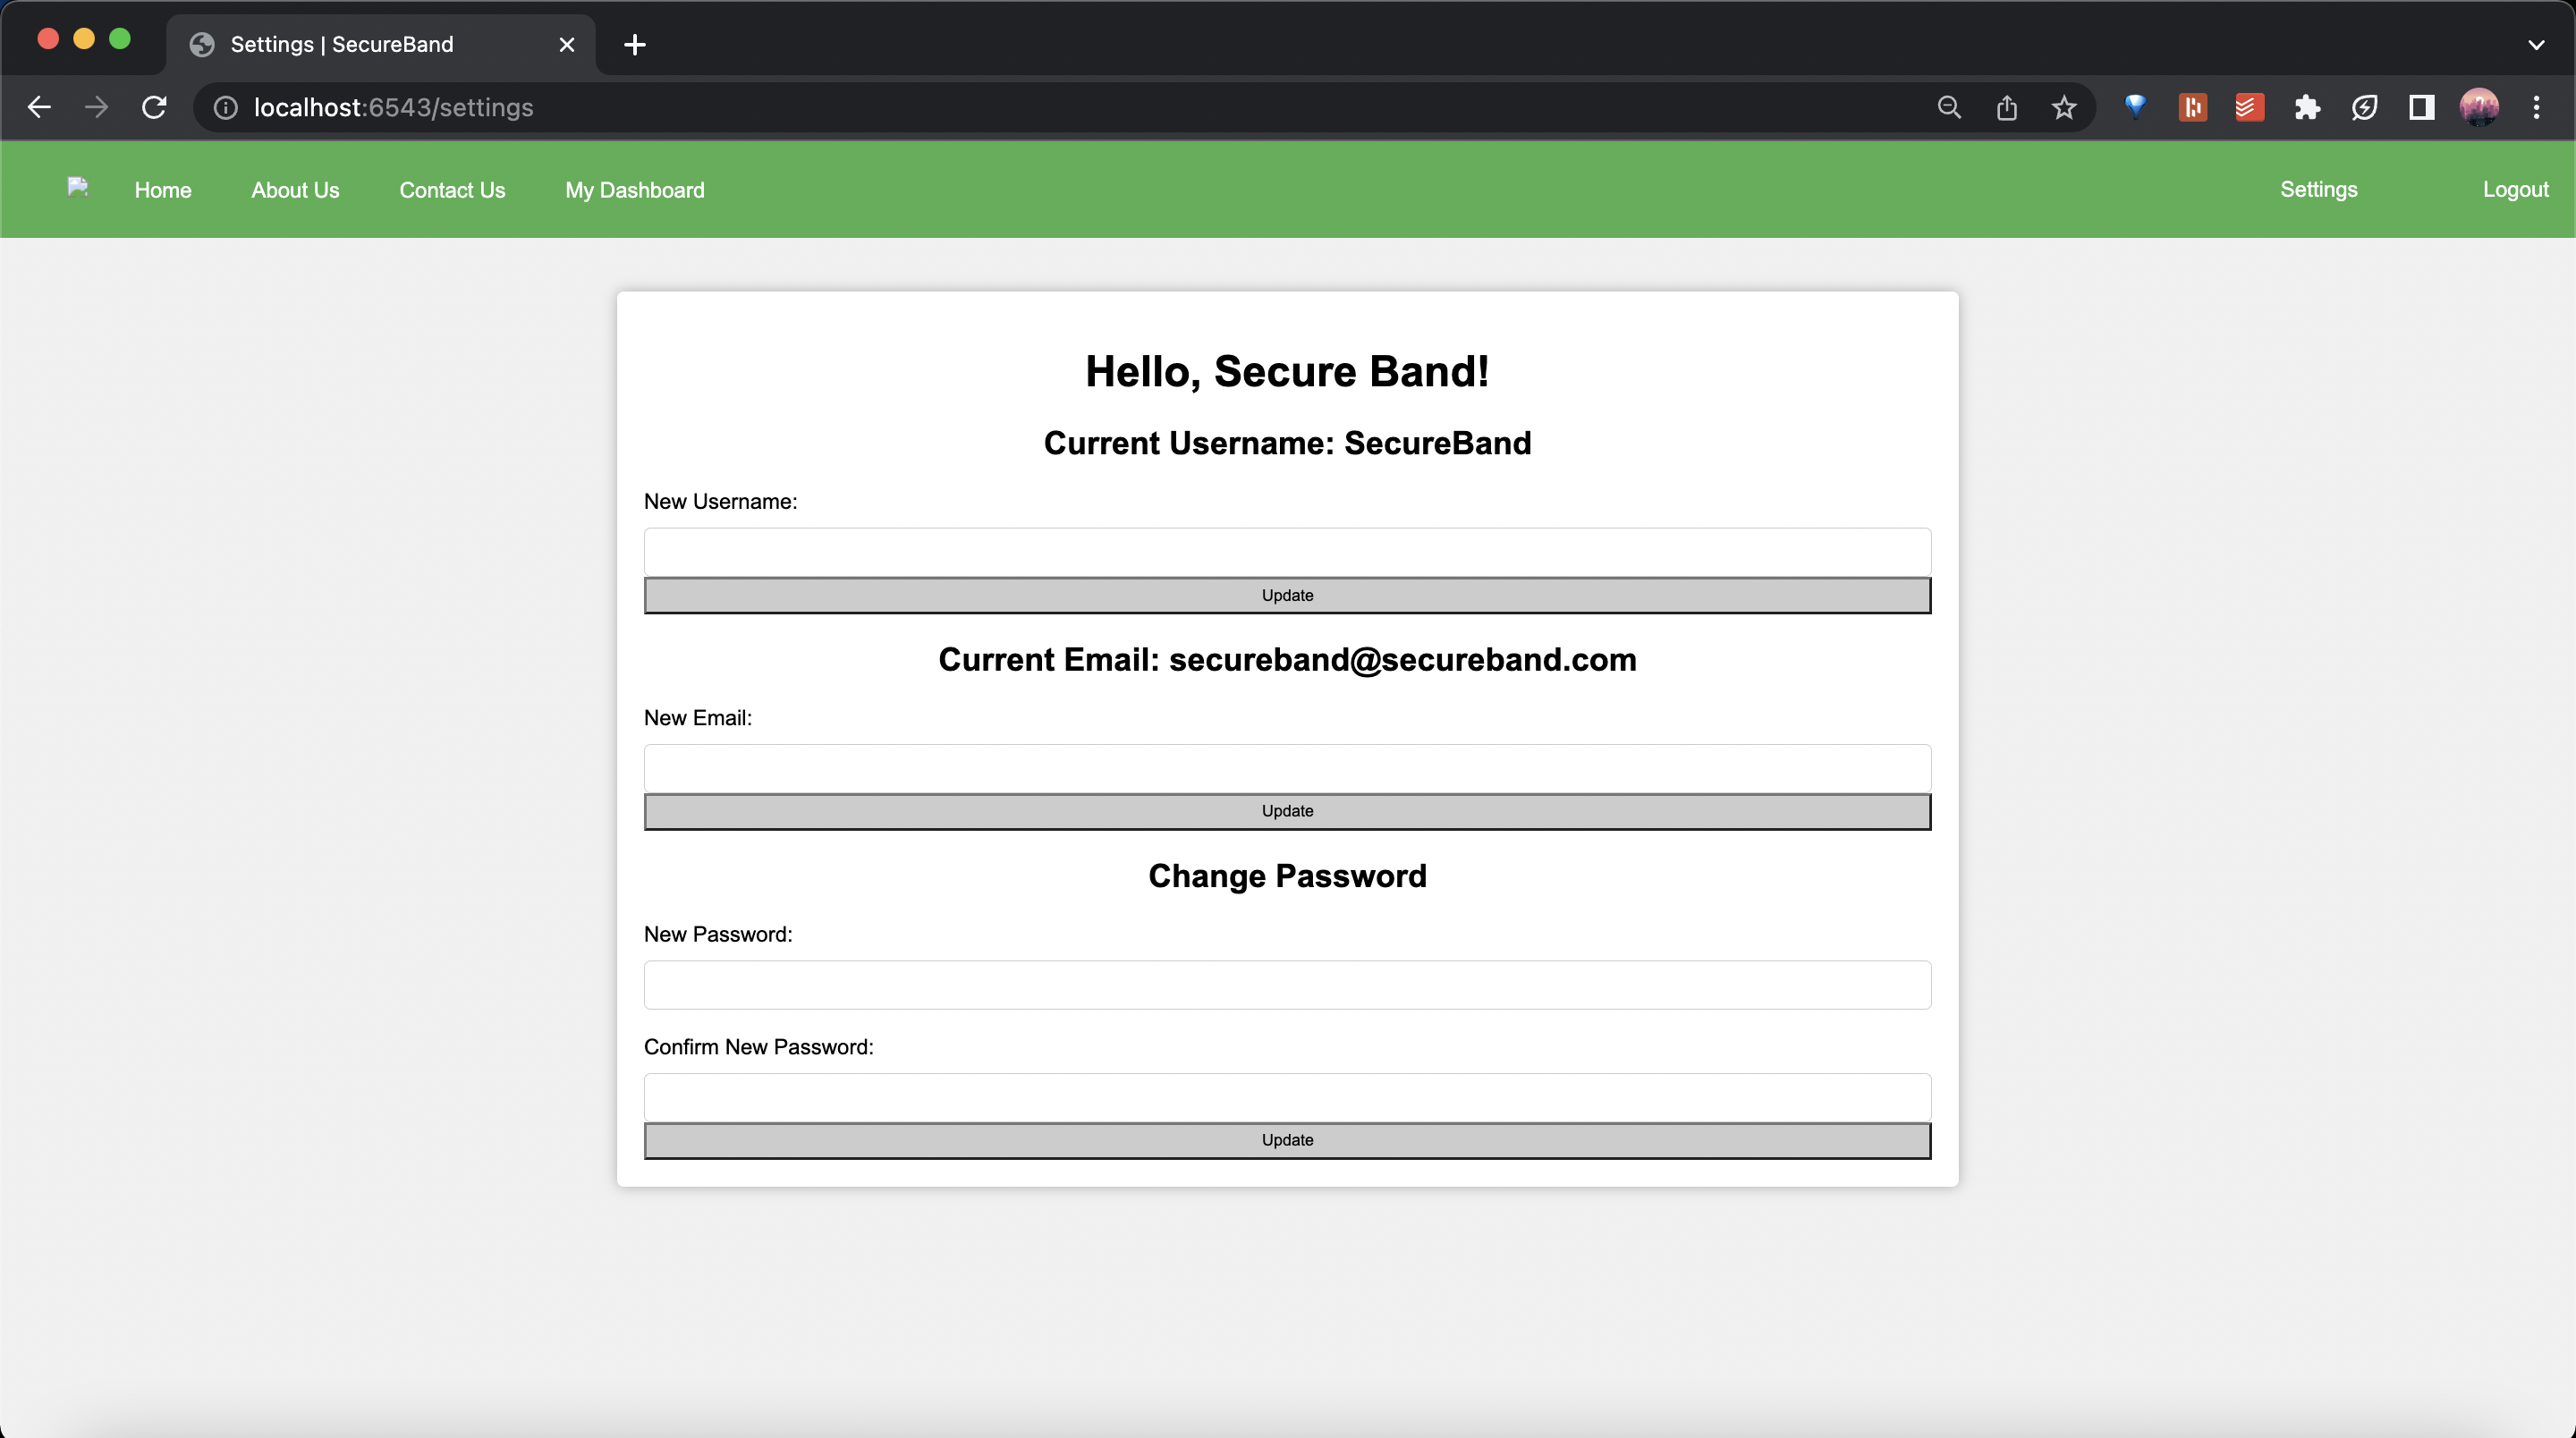 Settings | SecureBand
localhost:6543/settings
Home About Us Contact Us My Dashboard Settings Logout
Hello, Secure Band!
Current Username: SecureBand
New Username:
Update
Current Email: secureband@secureband.com
New Email:
Update
Change Password
New Password:
Confirm New Password:
Update